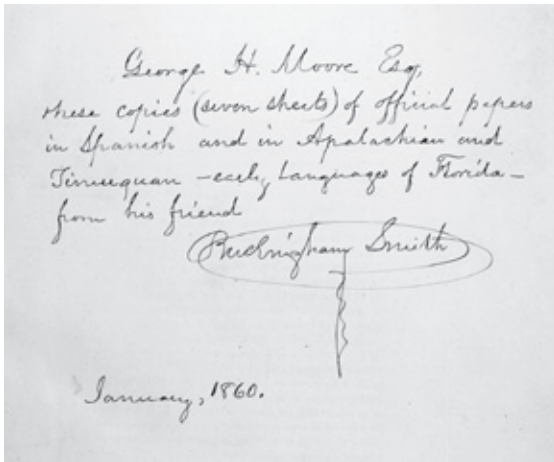 George H. Moore Esq,
these copies (seven sheets) of official papers
in Spanish and in Apalachian and
Timuquan - early languages of Florida -
from his friend
Buckingham Smith
January, 1860.